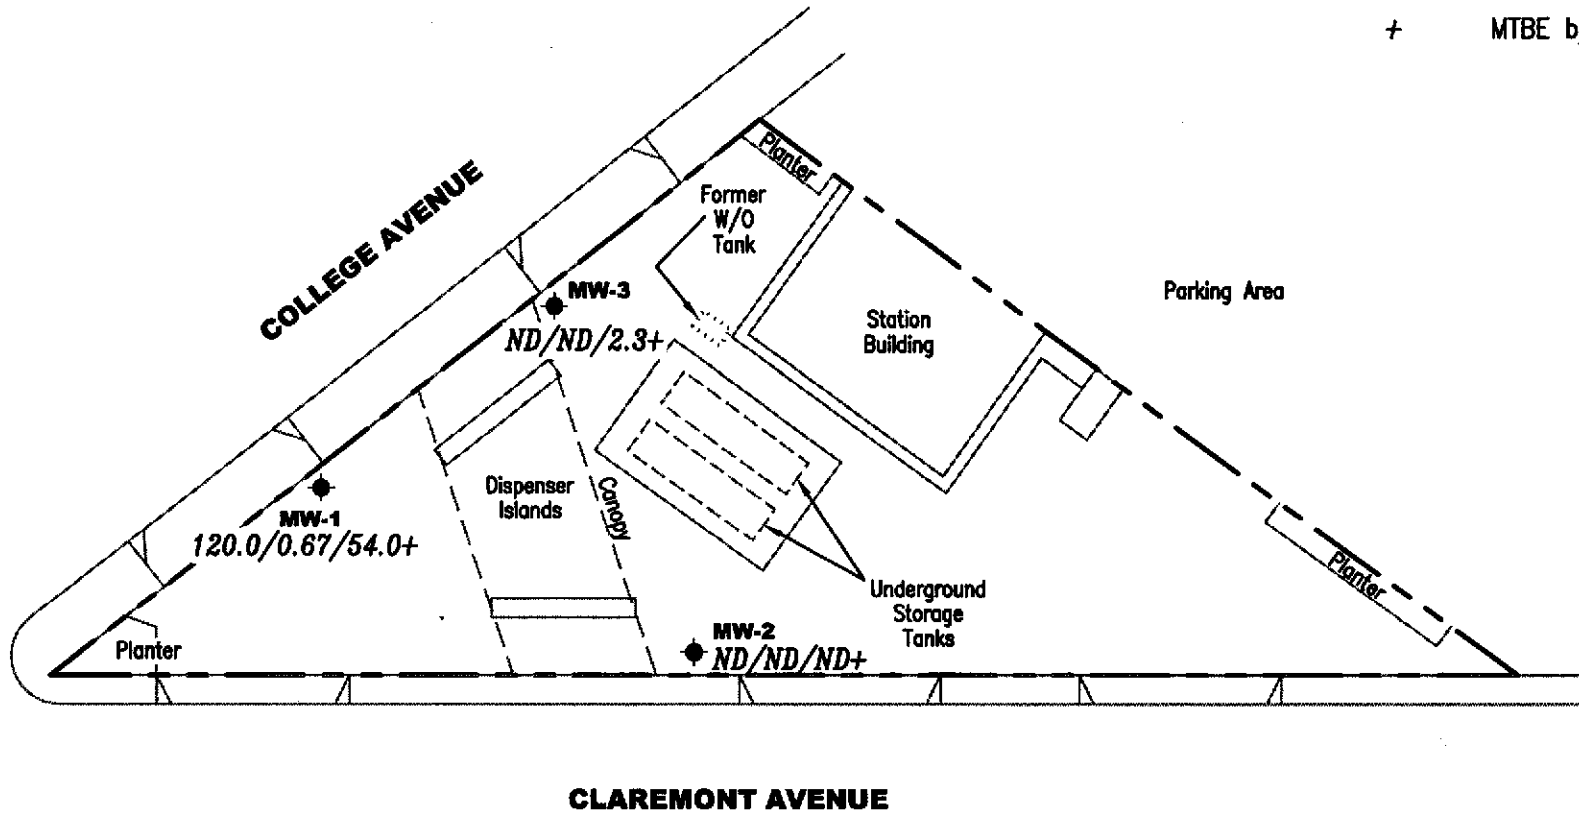 + MTBE b
COLLEGE AVENUE
Planter
Former
W/O
Tank
Parking Area
MW-3
ND/ND/2.3+
Station
Building
Dispenser
Islands
Canopy
MW-1
120.0/0.67/54.0+
Underground
Storage
Tanks
Planter
Planter
MW-2
ND/ND/ND+
CLAREMONT AVENUE